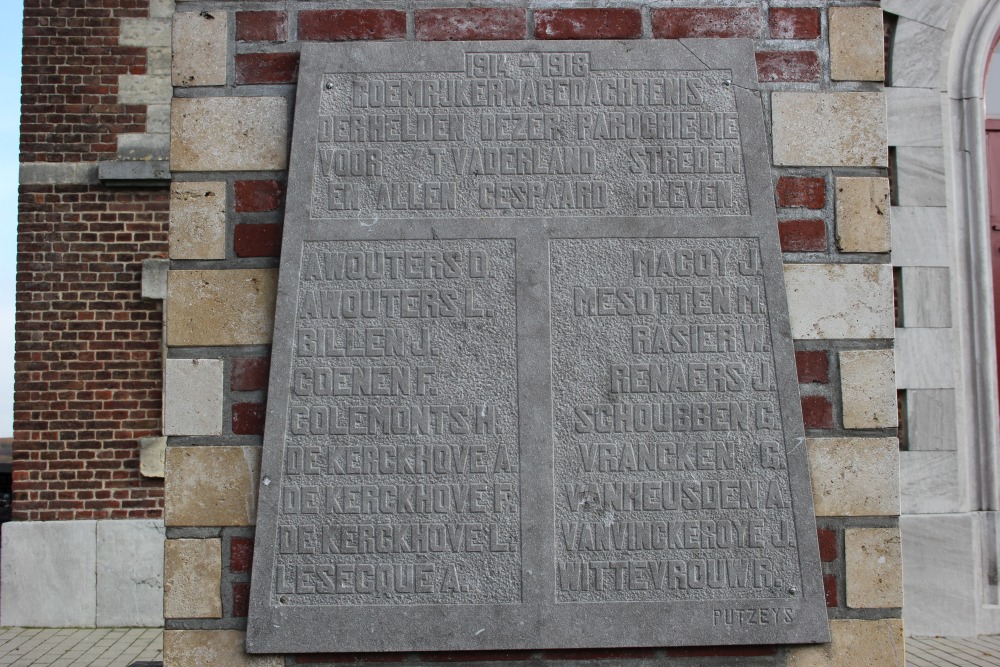 1914-1918
ROEMRIJKER NAGEDACHTENIS
DER HELDEN DEZER PAROCHIE DIE
VOOR 'T VADERLAND STREDEN
EN ALLEN GESPAARD BLEVEN.
AWOUTERS D.
AWOUTERS L.
BILLEN J.
COENEN F.
COLEMONTS H.
DE KERCKHOVE A.
DE KERCKHOVE F.
DE KERCKHOVE L.
LESECQUE A.
MACOY J.
MESOTTEN M.
RASIER W.
RENAERS J.
SCHOUBBEN G.
VRANCKEN G.
VANHEUSDEN A.
VANVINCKEROYE J.
WITTEVROUW R.
PUTZEYS